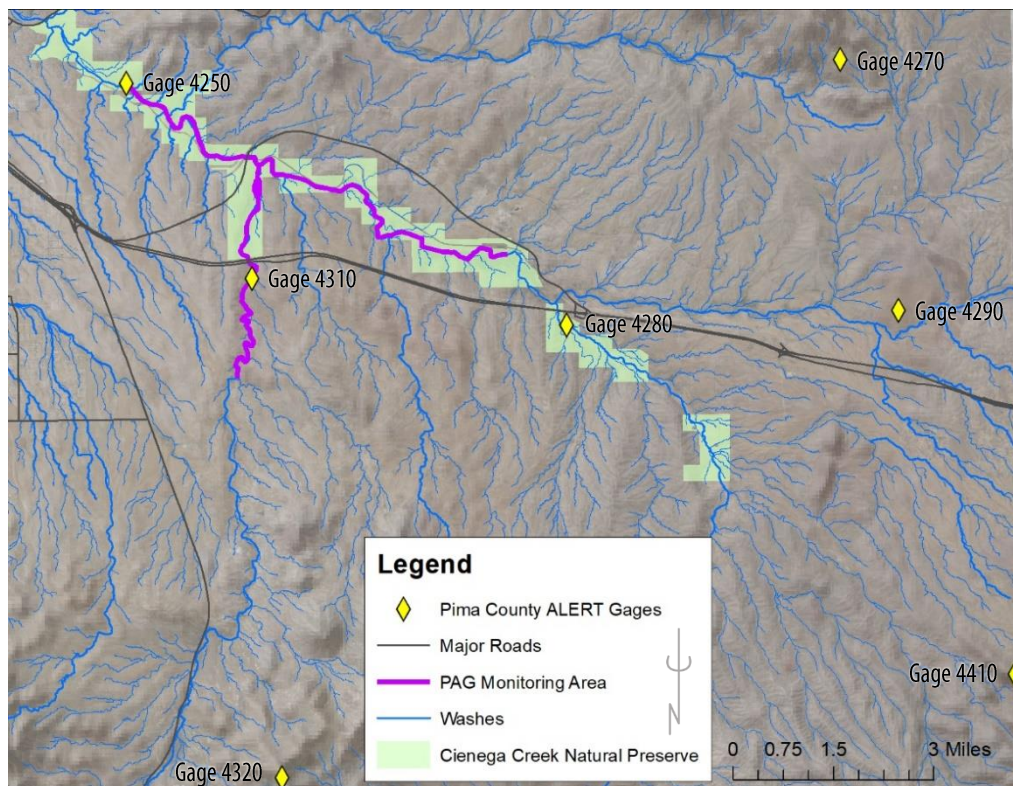 Gage 4250
Gage 4270
Gage 4310
Gage 4280
Gage 4290
Legend
Pima County ALERT Gages
Major Roads
PAG Monitoring Area
Washes
Cienega Creek Natural Preserve
N
Gage 4410
0 0.75 1.5 3 Miles
Gage 4320